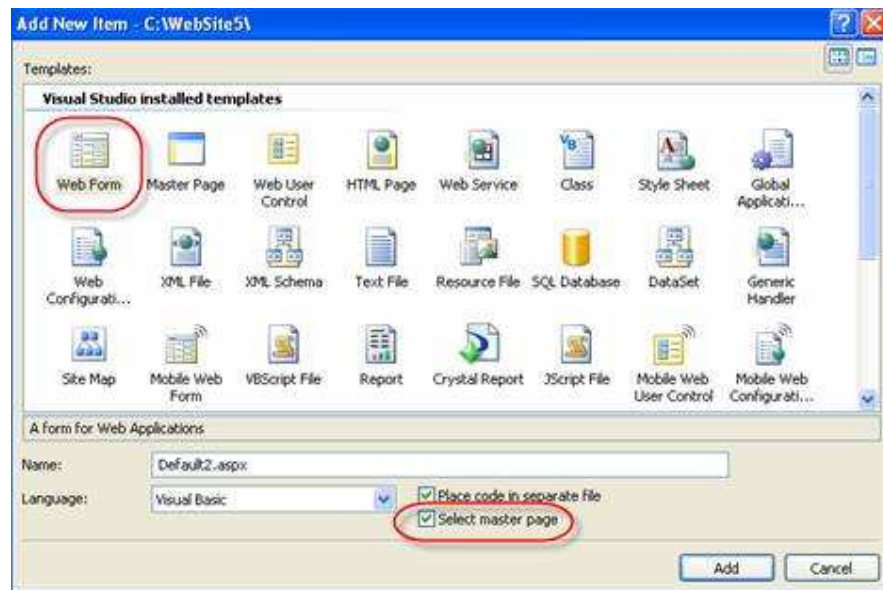 Add New Item - C:\WebSite5\
Templates:
Visual Studio installed templates
Web Form
Master Page
Web User
Control
HTML Page
Web Service
VB
Class
A
Style Sheet
Global
Applicati...
Web
Configurati...
XML File
XML Schema
Text File
Resource File
SQL Database
DataSet
Generic
Handler
Site Map
Mobile Web
Form
VBScript File
Report
Crystal Report
JScript File
Mobile Web
User Control
Mobile Web
Configurati...
A form for Web Applications
Name:
Default2.aspx
Language:
Visual Basic
Place code in separate file
Select master page
Add
Cancel